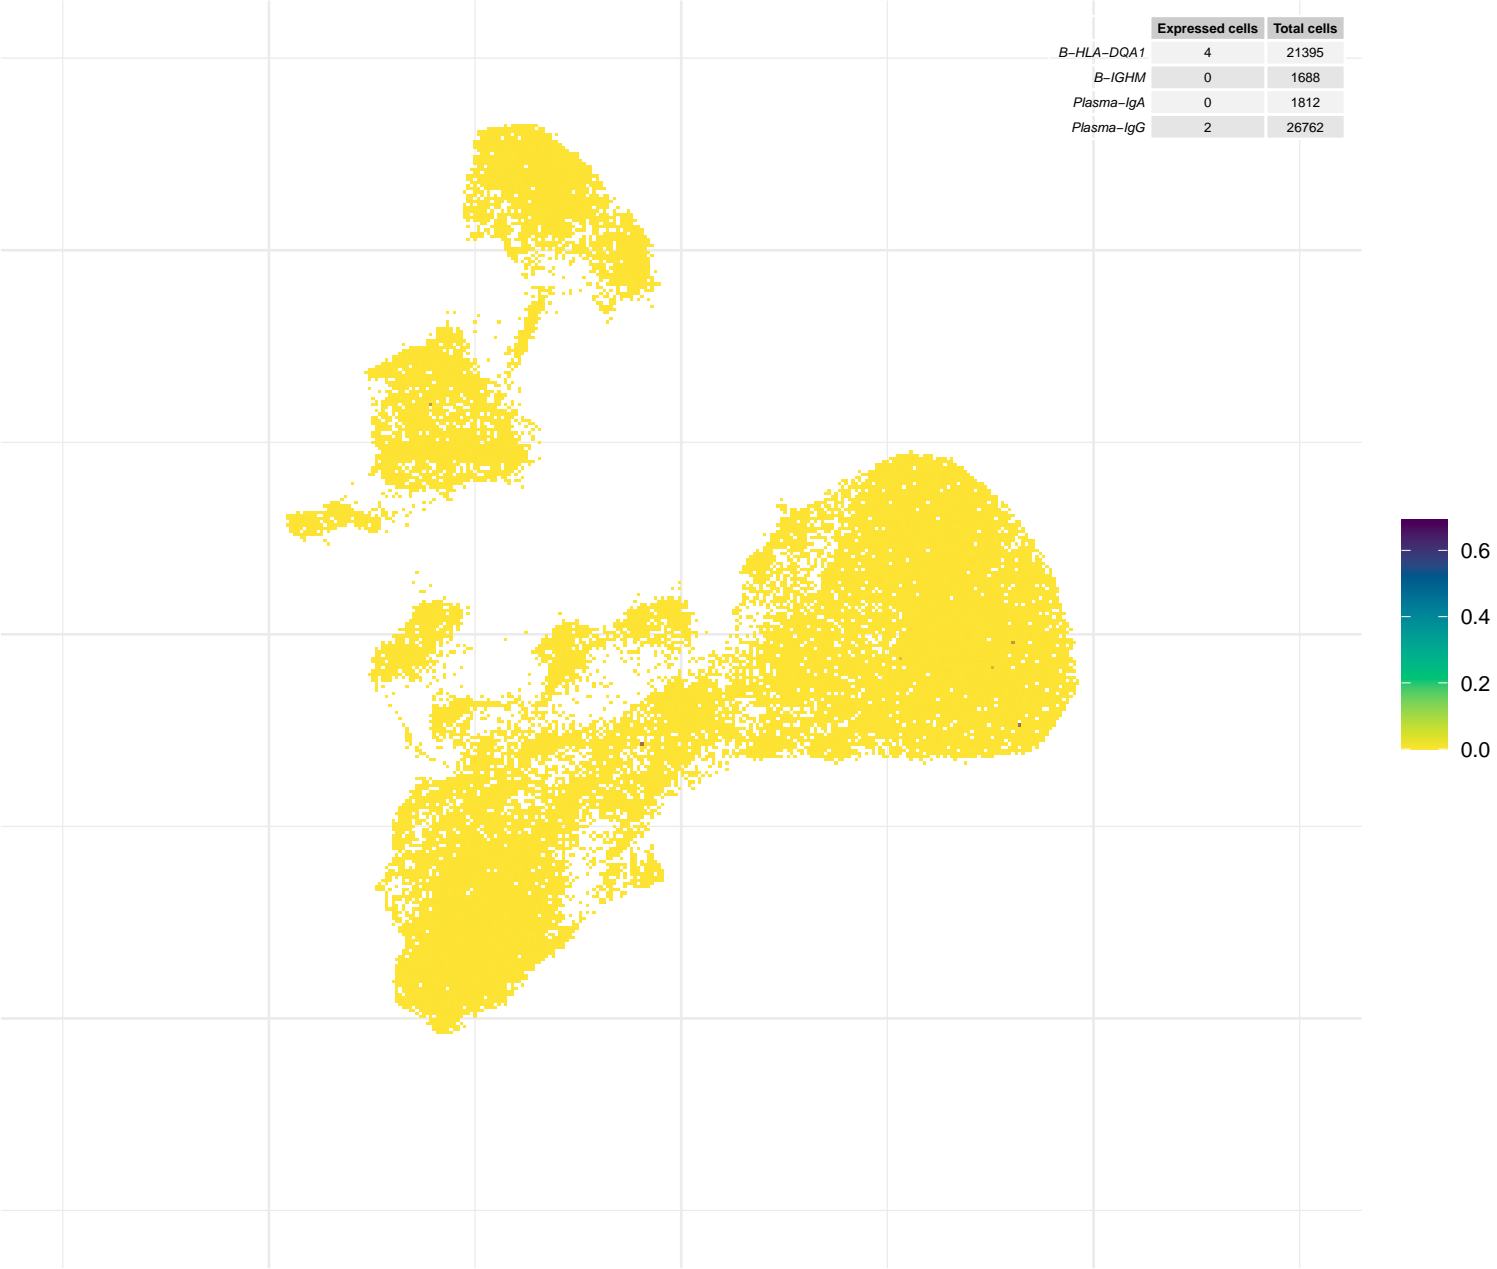 Expressed cells Total cells
B−HLA−DQA1 4 21395
B−IGHM 0 1688
Plasma−IgA 0 1812
Plasma−IgG 2 26762
0.6
0.4
0.2
0.0